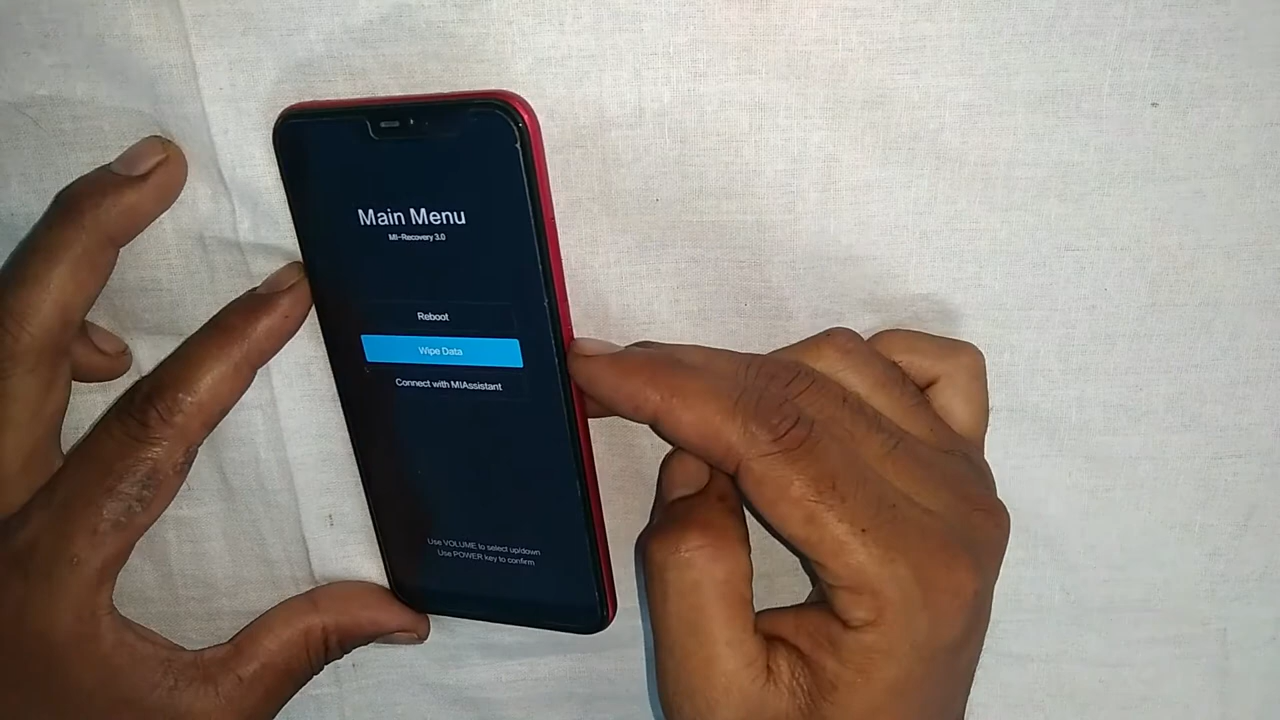 Main Menu
MI-Recovery 3.0
Reboot
Wipe Data
Connect with MIAssistant
Use VOLUME to select up/down
Use POWER key to confirm